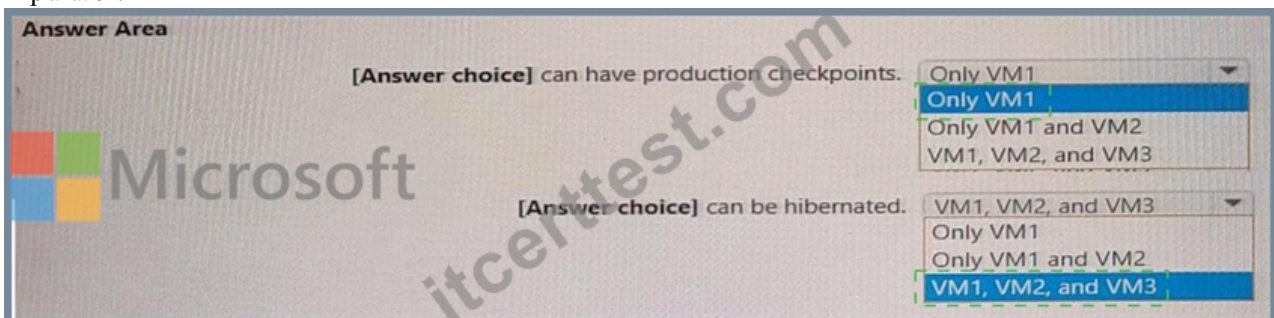 Answer Area
[Answer choice] can have production checkpoints.
Only VM1
Only VM1
Only VM1 and VM2
VM1, VM2, and VM3
Microsoft
[Answer choice] can be hibernated.
VM1, VM2, and VM3
Only VM1
Only VM1 and VM2
VM1, VM2, and VM3
itcerttest.com